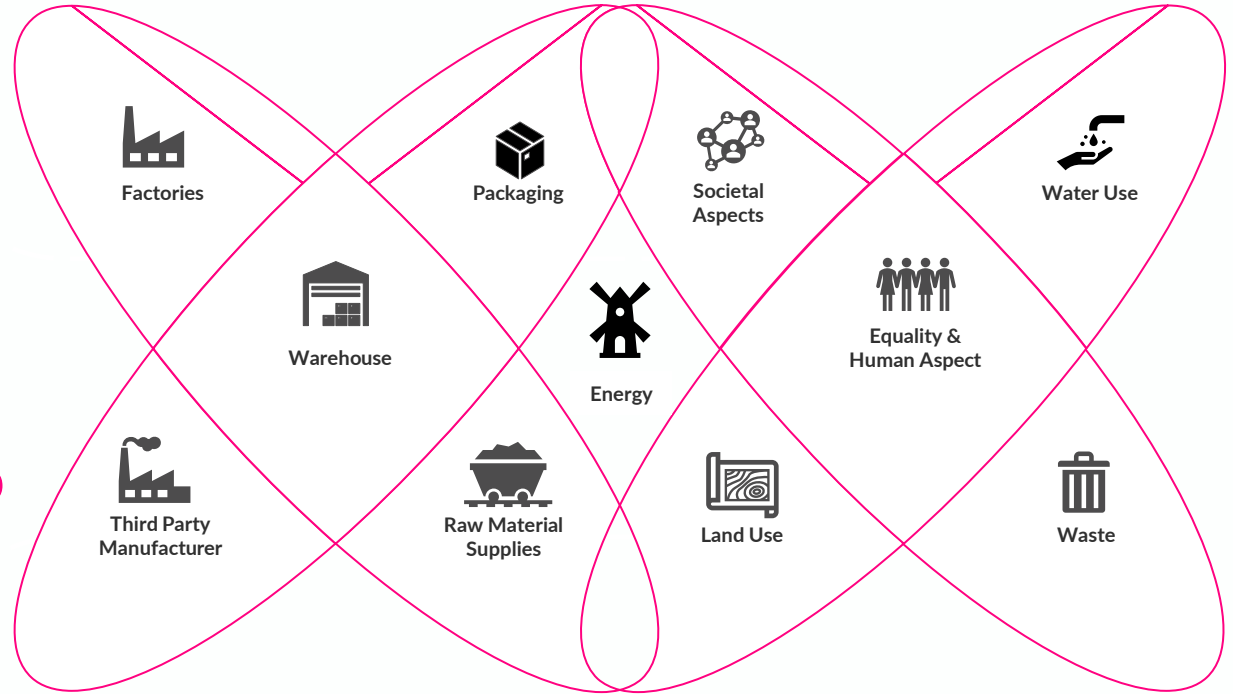 Factories
Packaging
Societal
Aspects
Water Use
Warehouse
Energy
Equality &
Human Aspect
Third Party
Manufacturer
Raw Material
Supplies
Land Use
Waste